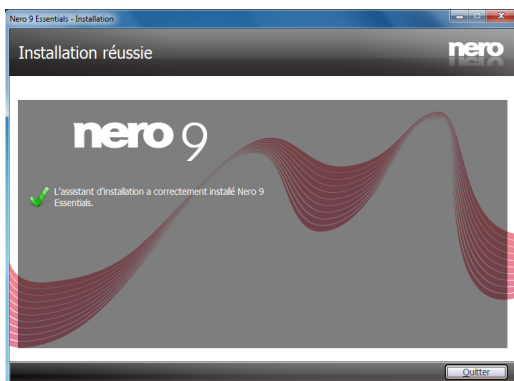 Nero 9 Essentials - Installation
Installation réussie
nero
nero 9
L'assistant d'installation a correctement installé Nero 9
Essentials.
Quitter